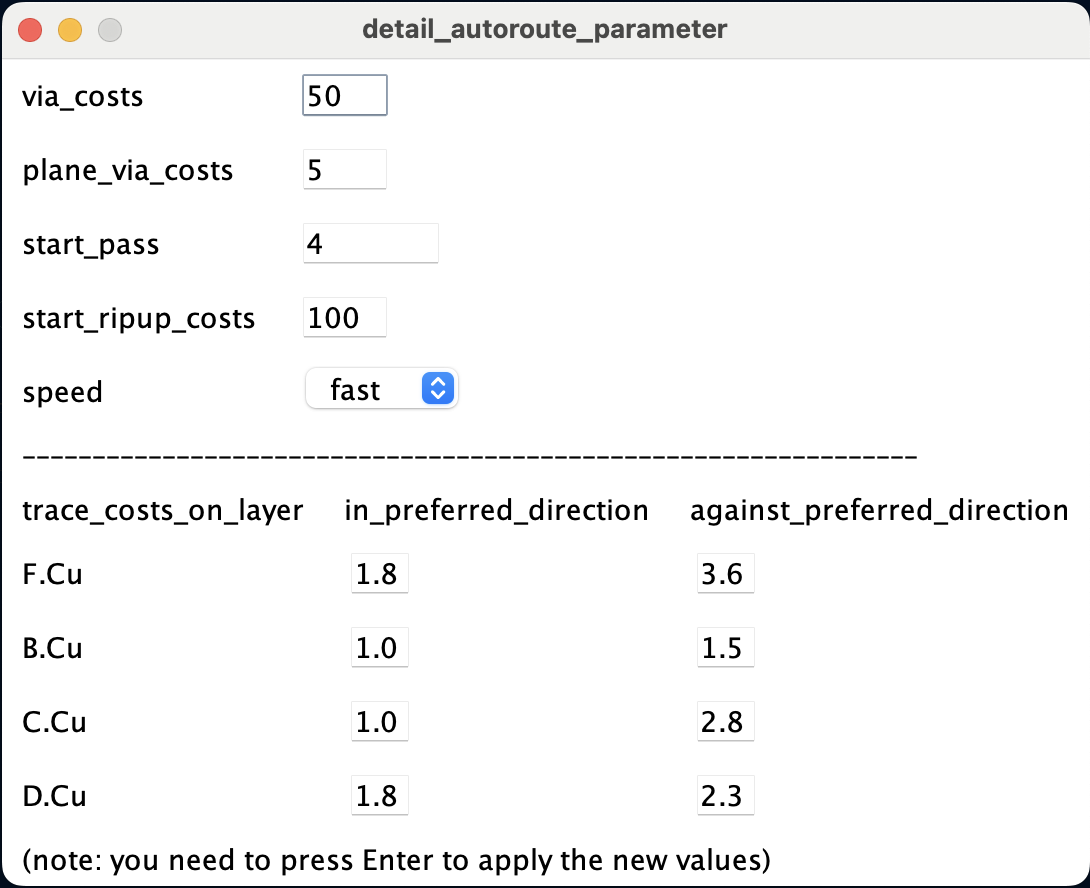 detail_autoroute_parameter
via_costs 50
plane_via_costs 5
start_pass 4
start_ripup_costs 100
speed fast
----------------------------------------------------------------
trace_costs_on_layer in_preferred_direction against_preferred_direction
F.Cu 1.8 3.6
B.Cu 1.0 1.5
C.Cu 1.0 2.8
D.Cu 1.8 2.3
(note: you need to press Enter to apply the new values)